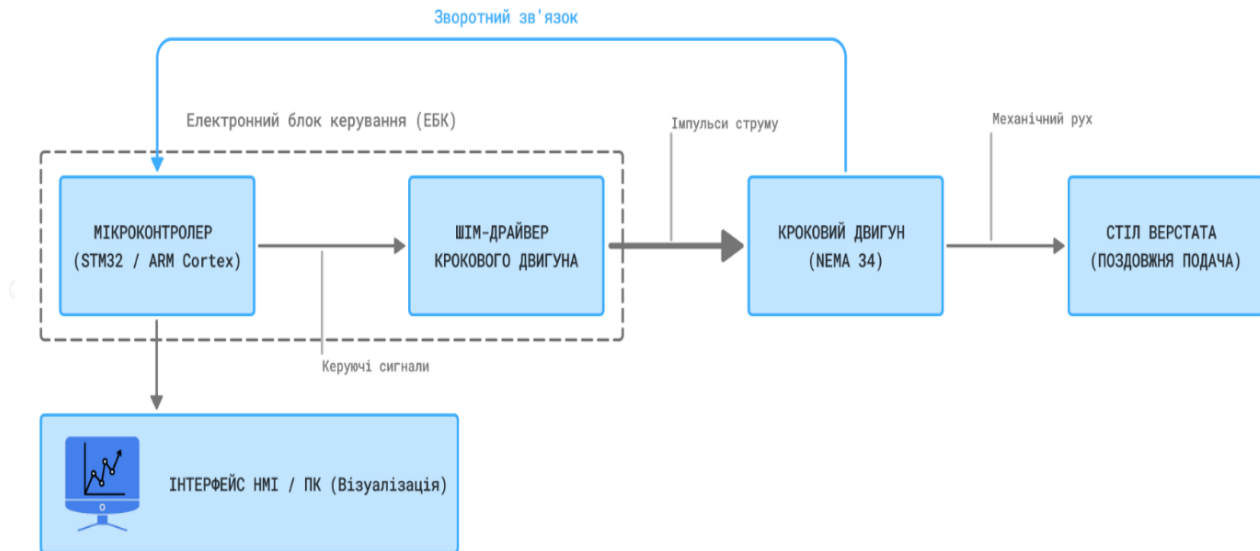 Зворотний зв'язок
Електронний блок керування (ЕБК)
Імпульси струму
Механічний рух
МІКРОКОНТРОЛЕР
(STM32 / ARM Cortex)
ШІМ-ДРАЙВЕР
КРОКОВОГО ДВИГУНА
КРОКОВИЙ ДВИГУН
(NEMA 34)
СТІЛ ВЕРСТАТА
(ПОЗДОВЖНЯ ПОДАЧА)
Керуючі сигнали
ІНТЕРФЕЙС HMI / ПК (Візуалізація)